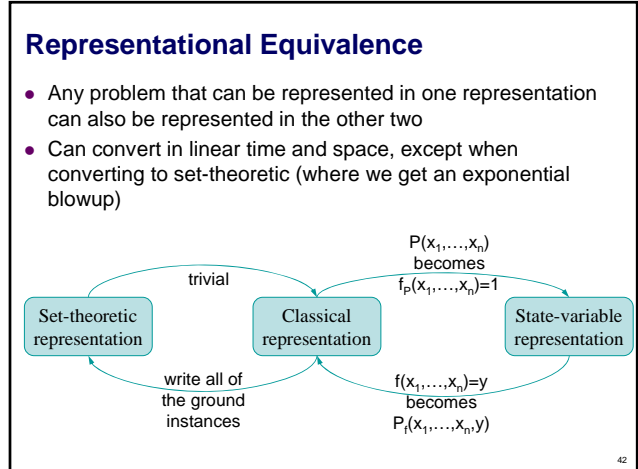 Representational Equivalence
• Any problem that can be represented in one representation
can also be represented in the other two
• Can convert in linear time and space, except when
converting to set-theoretic (where we get an exponential
blowup)
P(x₁,…,xₙ)
becomes
f_P(x₁,…,xₙ)=1
trivial
Set-theoretic
representation
Classical
representation
State-variable
representation
write all of
the ground
instances
f(x₁,…,xₙ)=y
becomes
P_f(x₁,…,xₙ,y)
42